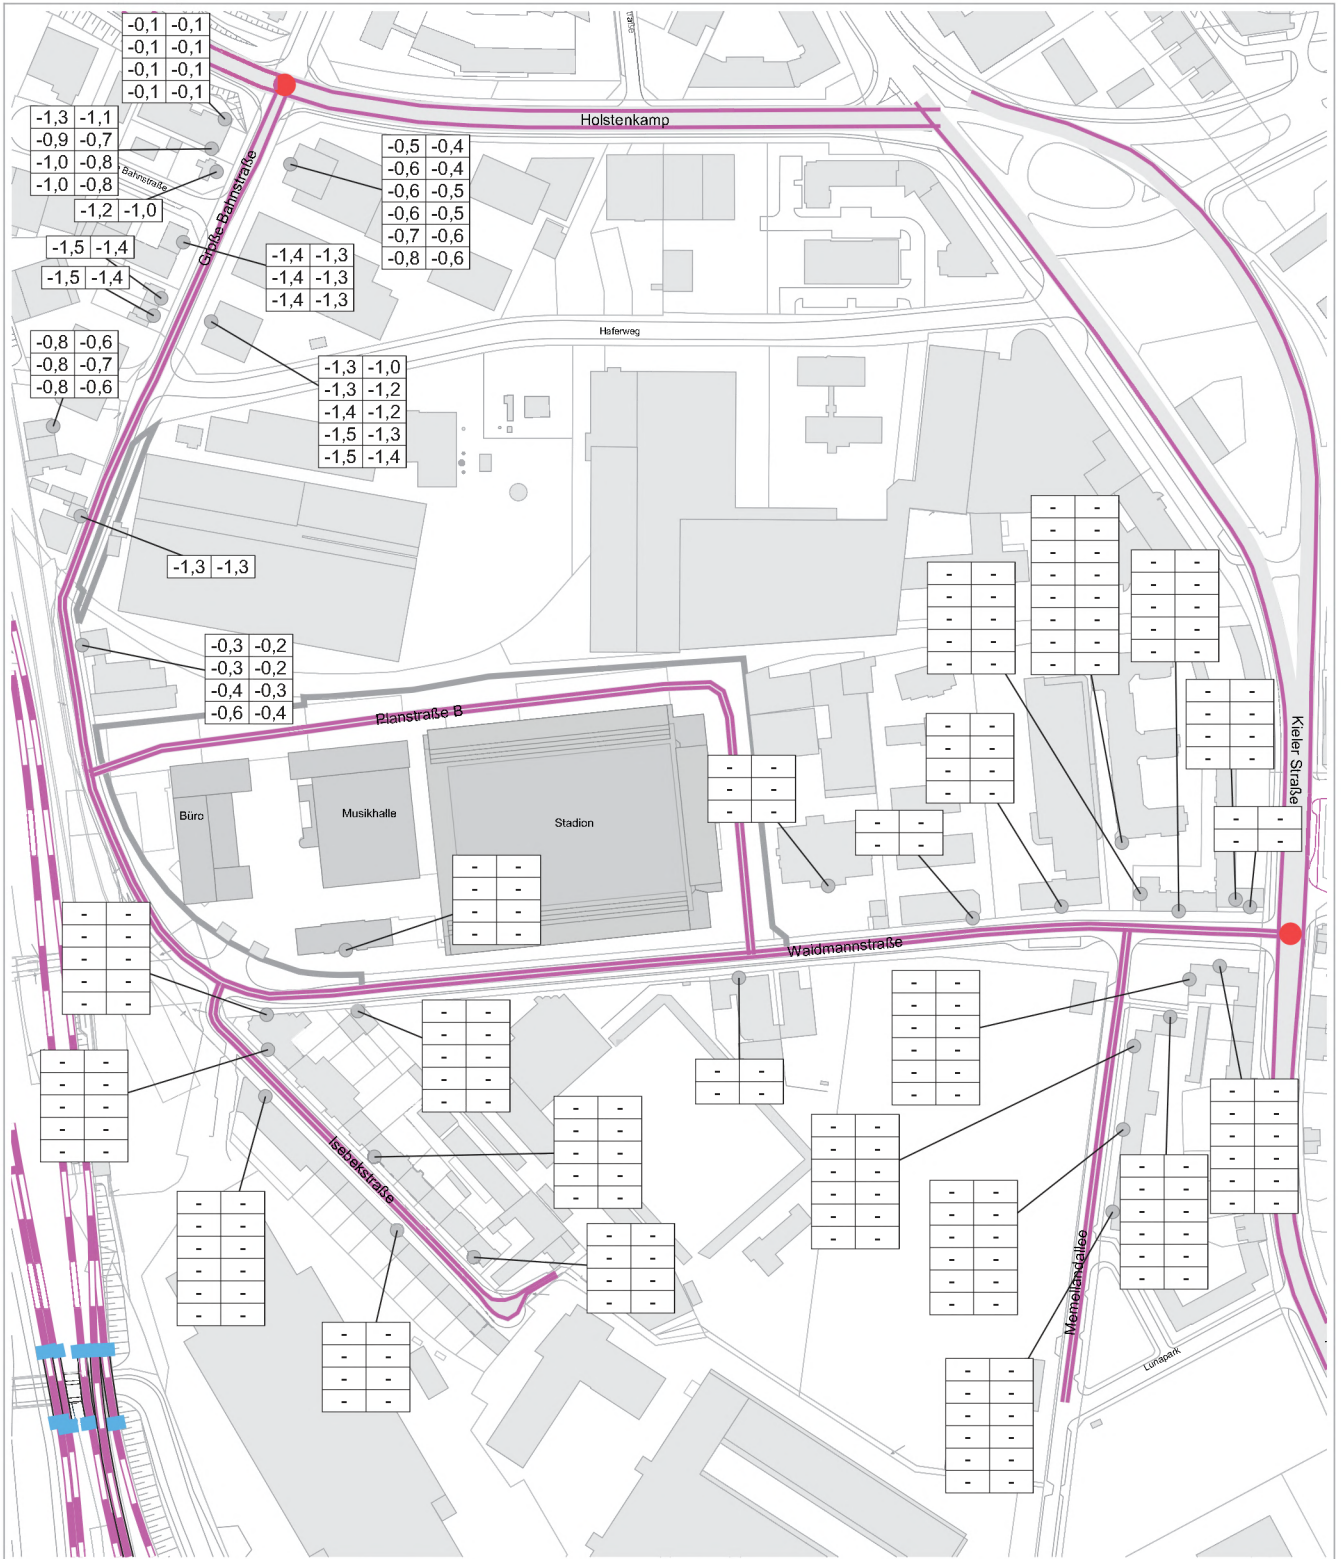 -0,1 -0,1
-0,1 -0,1
-0,1 -0,1
-0,1 -0,1
-1,3 -1,1
-0,9 -0,7
-1,0 -0,8
-1,0 -0,8
Bahnstraße
-1,2 -1,0
-1,5 -1,4
-1,5 -1,4
Große Bahnstraße
Holstenkamp
-0,5 -0,4
-0,6 -0,4
-0,6 -0,5
-0,6 -0,5
-0,7 -0,6
-0,8 -0,6
-1,4 -1,3
-1,4 -1,3
-1,4 -1,3
Haferweg
-0,8 -0,6
-0,8 -0,7
-0,8 -0,6
-1,3 -1,0
-1,3 -1,2
-1,4 -1,2
-1,5 -1,3
-1,5 -1,4
-1,3 -1,3
-0,3 -0,2
-0,3 -0,2
-0,4 -0,3
-0,6 -0,4
Planstraße B
Büro
Musikhalle
Stadion
Kieler Straße
Waldmannstraße
Isebekstraße
Memellandallee
Lunapark